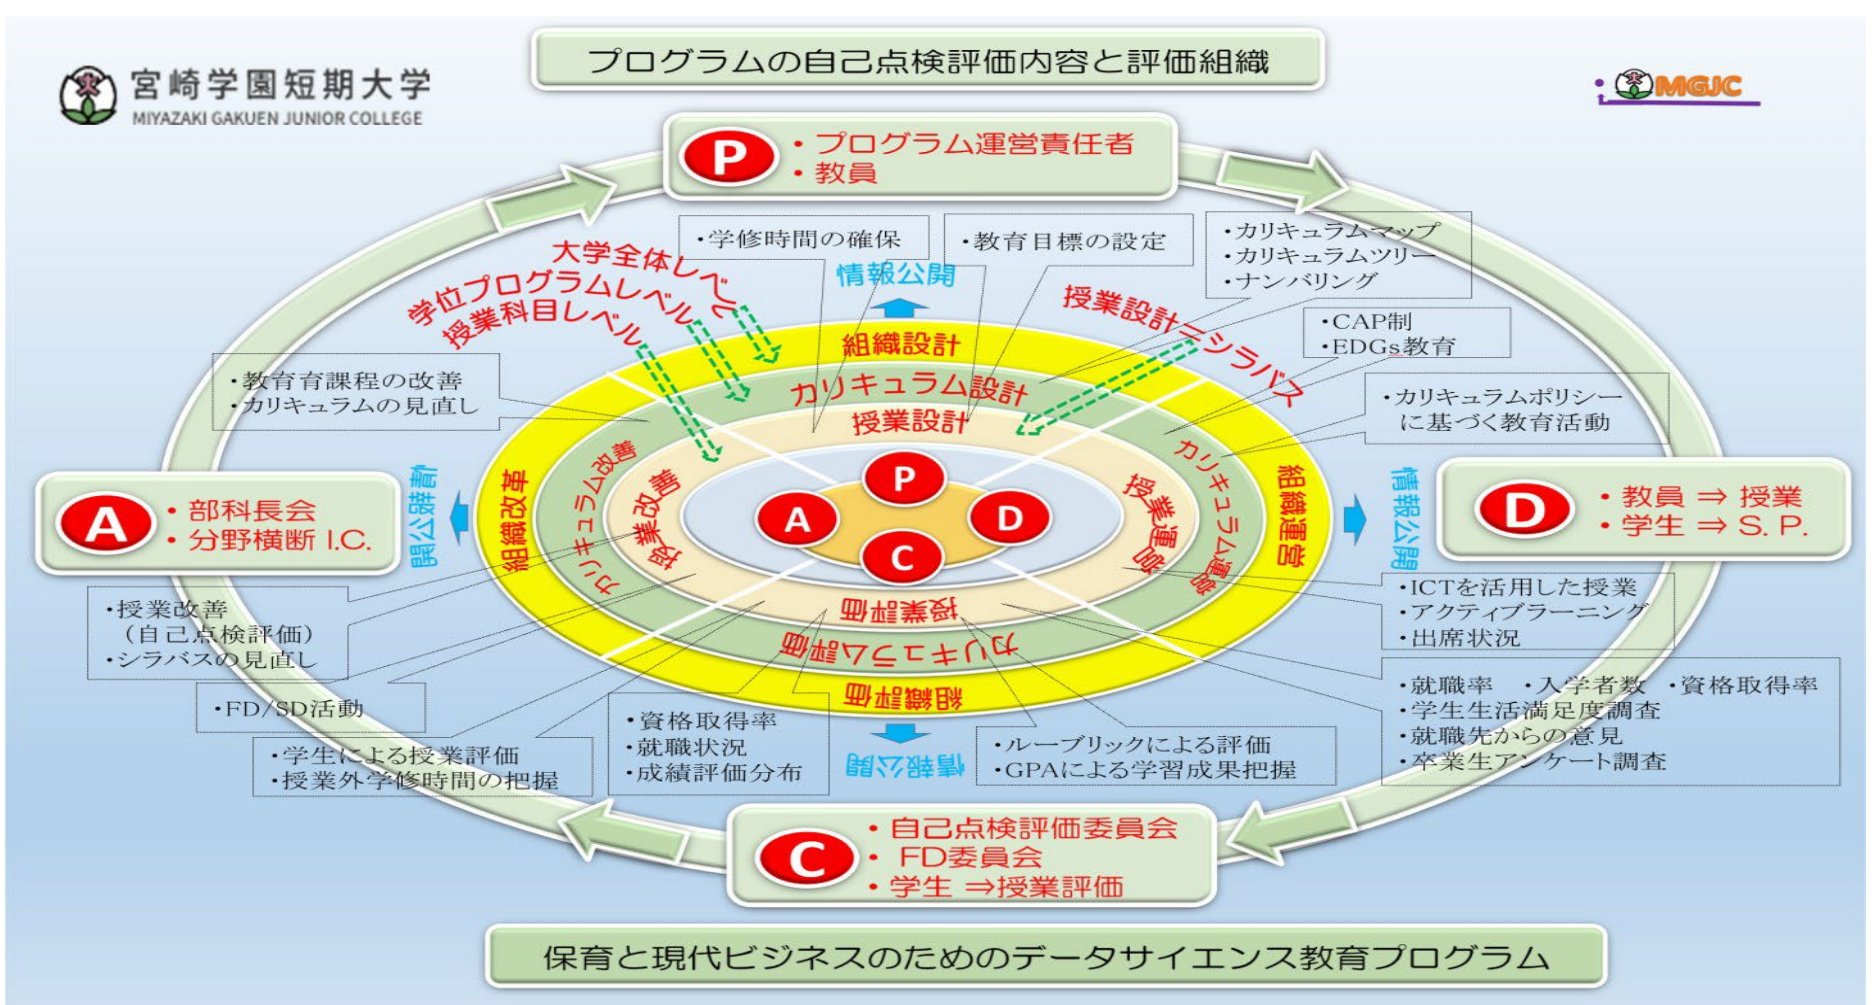 プログラムの自己点検評価内容と評価組織
宮崎学園短期大学
MIYAZAKI GAKUEN JUNIOR COLLEGE
MGJC
P
・プログラム運営責任者
・教員
・学修時間の確保
・教育目標の設定
・カリキュラムマップ
・カリキュラムツリー
・ナンバリング
大学全体レベル
学位プログラムレベル
授業科目レベル
情報公開
授業設計＝シラバス
・CAP制
・EDGs教育
組織設計
カリキュラム設計
授業設計
・教育育課程の改善
・カリキュラムの見直し
・カリキュラムポリシー
に基づく教育活動
A
・部科長会
・分野横断 I.C.
情報公開
組織改革
カリキュラム改善
授業改善
P
A
D
C
授業運営
カリキュラム運営
組織運営
情報公開
D
・教員 ⇒ 授業
・学生 ⇒ S. P.
授業評価
カリキュラム評価
組織評価
情報公開
・授業改善
（自己点検評価）
・シラバスの見直し
・FD/SD活動
・学生による授業評価
・授業外学修時間の把握
・資格取得率
・就職状況
・成績評価分布
・ルーブリックによる評価
・GPAによる学習成果把握
・ICTを活用した授業
・アクティブラーニング
・出席状況
・就職率 ・入学者数 ・資格取得率
・学生生活満足度調査
・就職先からの意見
・卒業生アンケート調査
C
・自己点検評価委員会
・FD委員会
・学生 ⇒授業評価
保育と現代ビジネスのためのデータサイエンス教育プログラム